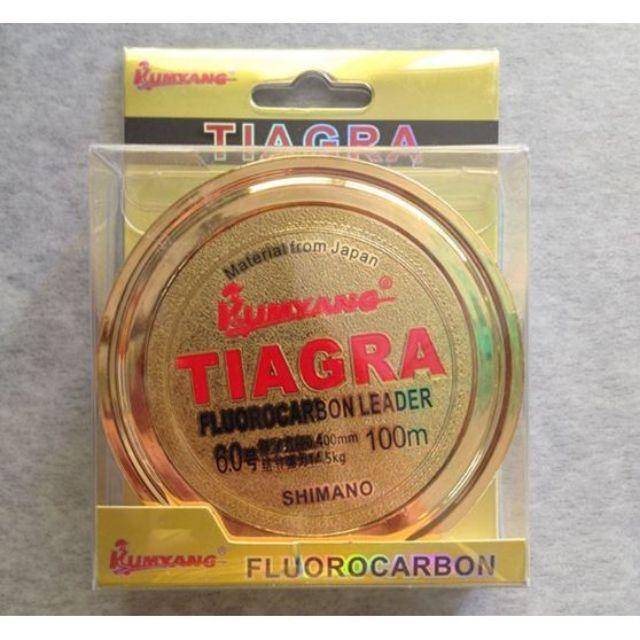 KUMYANG
TIAGRA
Material from Japan
KUMYANG®
TIAGRA
FLUOROCARBON LEADER
6.0号 0.400mm 100m
14.5kg
SHIMANO
KUMYANG® FLUOROCARBON